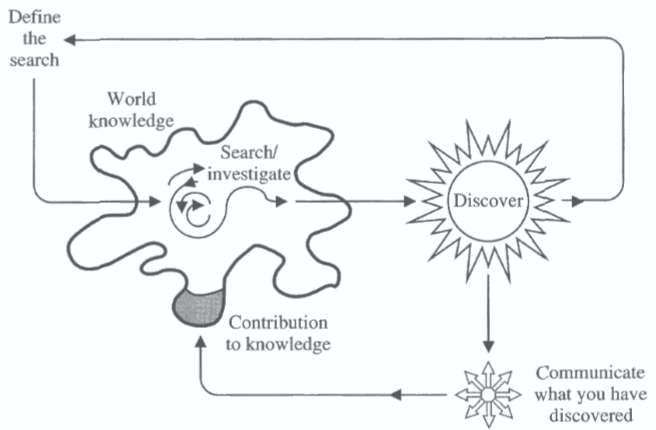 Define
the
search
World
knowledge
Search/
investigate
Discover
Contribution
to knowledge
Communicate
what you have
discovered